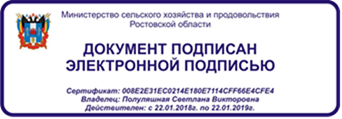 Министерство сельского хозяйства и продовольствия
Ростовской области
ДОКУМЕНТ ПОДПИСАН
ЭЛЕКТРОННОЙ ПОДПИСЬЮ
Сертификат: 008E2E31EC0214E180E7114CFF66E4CFE4
Владелец: Полуляшная Светлана Викторовна
Действителен: с 22.01.2018г. по 22.01.2019г.